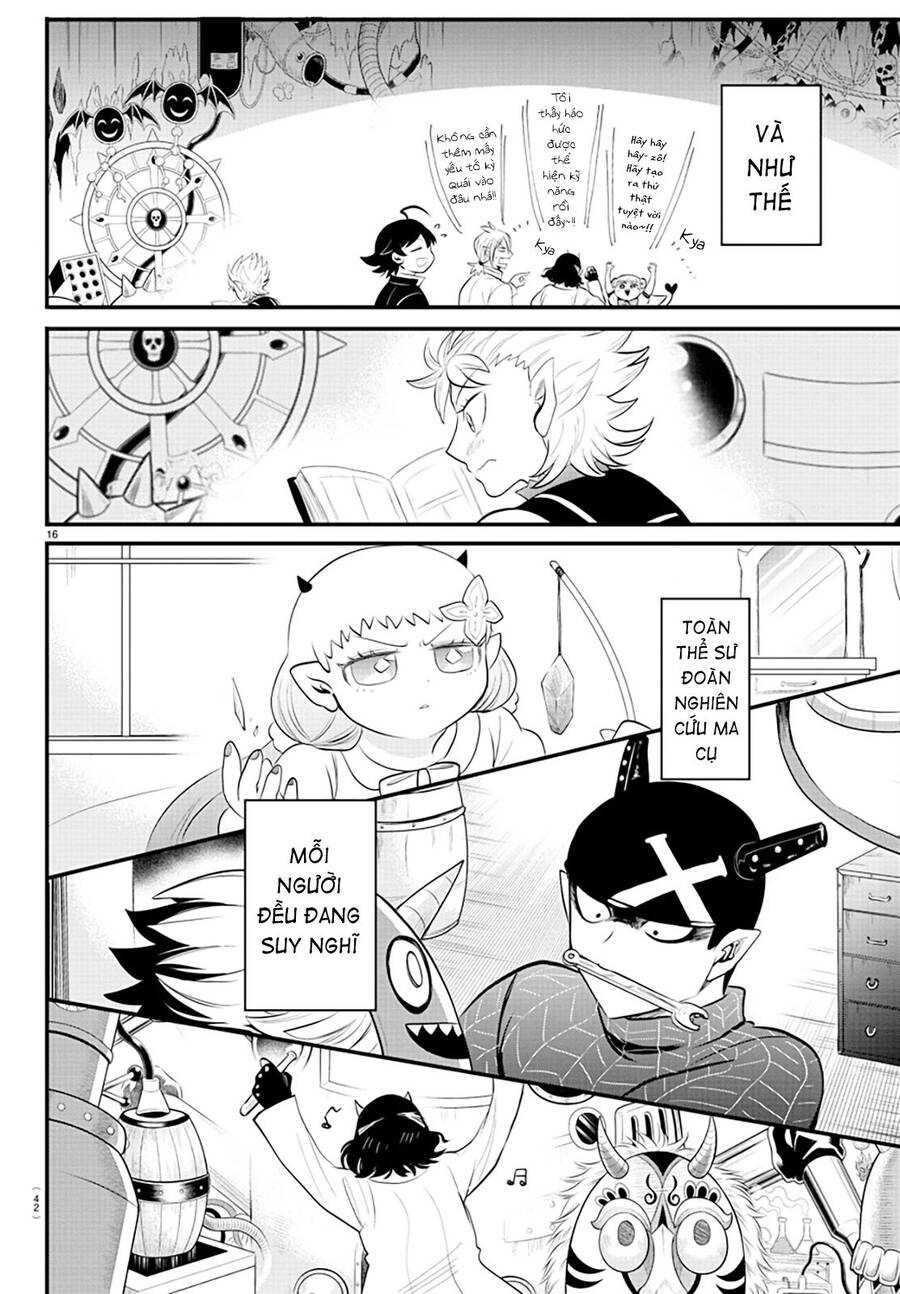 VÀ
NHƯ
THẾ
Hây hây
hây- zô!
Hãy tạo
ra thứ
thật
tuyệt vời
nào~!!
Kya
Tôi
thấy háo
hức
được
thể
hiện kỹ
năng
rồi
đấy~!!
Kya
Không cần
thêm mấy
yếu tố kỳ
quái vào
đâu nhá!!
16
TOÀN
THỂ SƯ
ĐOÀN
NGHIÊN
CỨU MA
CỤ
MỖI
NGƯỜI
ĐỀU ĐANG
SUY NGHĨ
(42)